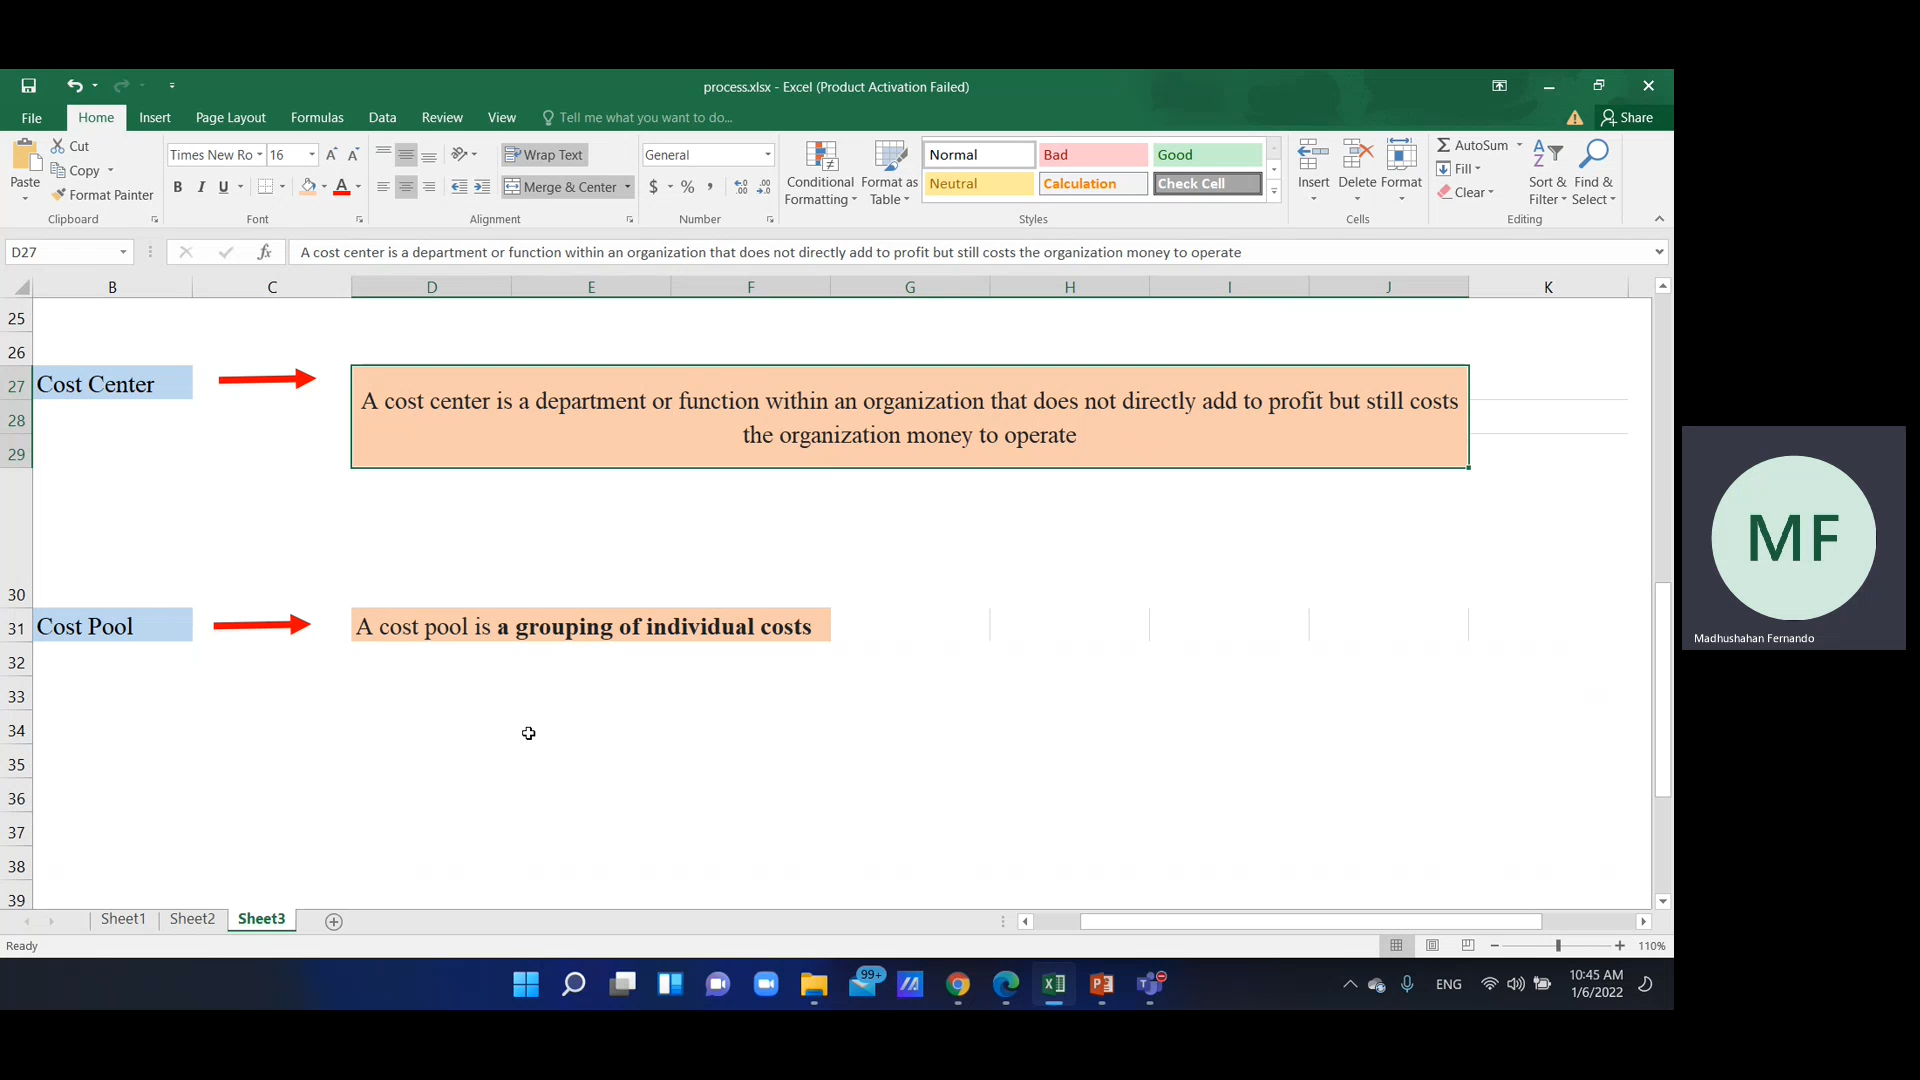 process.xlsx - Excel (Product Activation Failed)
File Home Insert Page Layout Formulas Data Review View Tell me what you want to do... Share
Paste Cut Copy Format Painter
Clipboard
Times New Ro 16
B I U A
Font
Wrap Text
Merge & Center
Alignment
General
$ % ,
Number
Conditional Formatting
Format as Table
Normal Bad Good
Neutral Calculation Check Cell
Styles
Insert Delete Format
Cells
AutoSum
Fill
Clear
Sort & Filter
Find & Select
Editing
D27 fx A cost center is a department or function within an organization that does not directly add to profit but still costs the organization money to operate
B C D E F G H I J K
25
26
27 Cost Center
A cost center is a department or function within an organization that does not directly add to profit but still costs
28
the organization money to operate
29
30
31 Cost Pool A cost pool is a grouping of individual costs
32
33
34
35
36
37
38
39
MF
Madhushahan Fernando
Sheet1 Sheet2 Sheet3
Ready 110%
99+
ENG
10:45 AM
1/6/2022